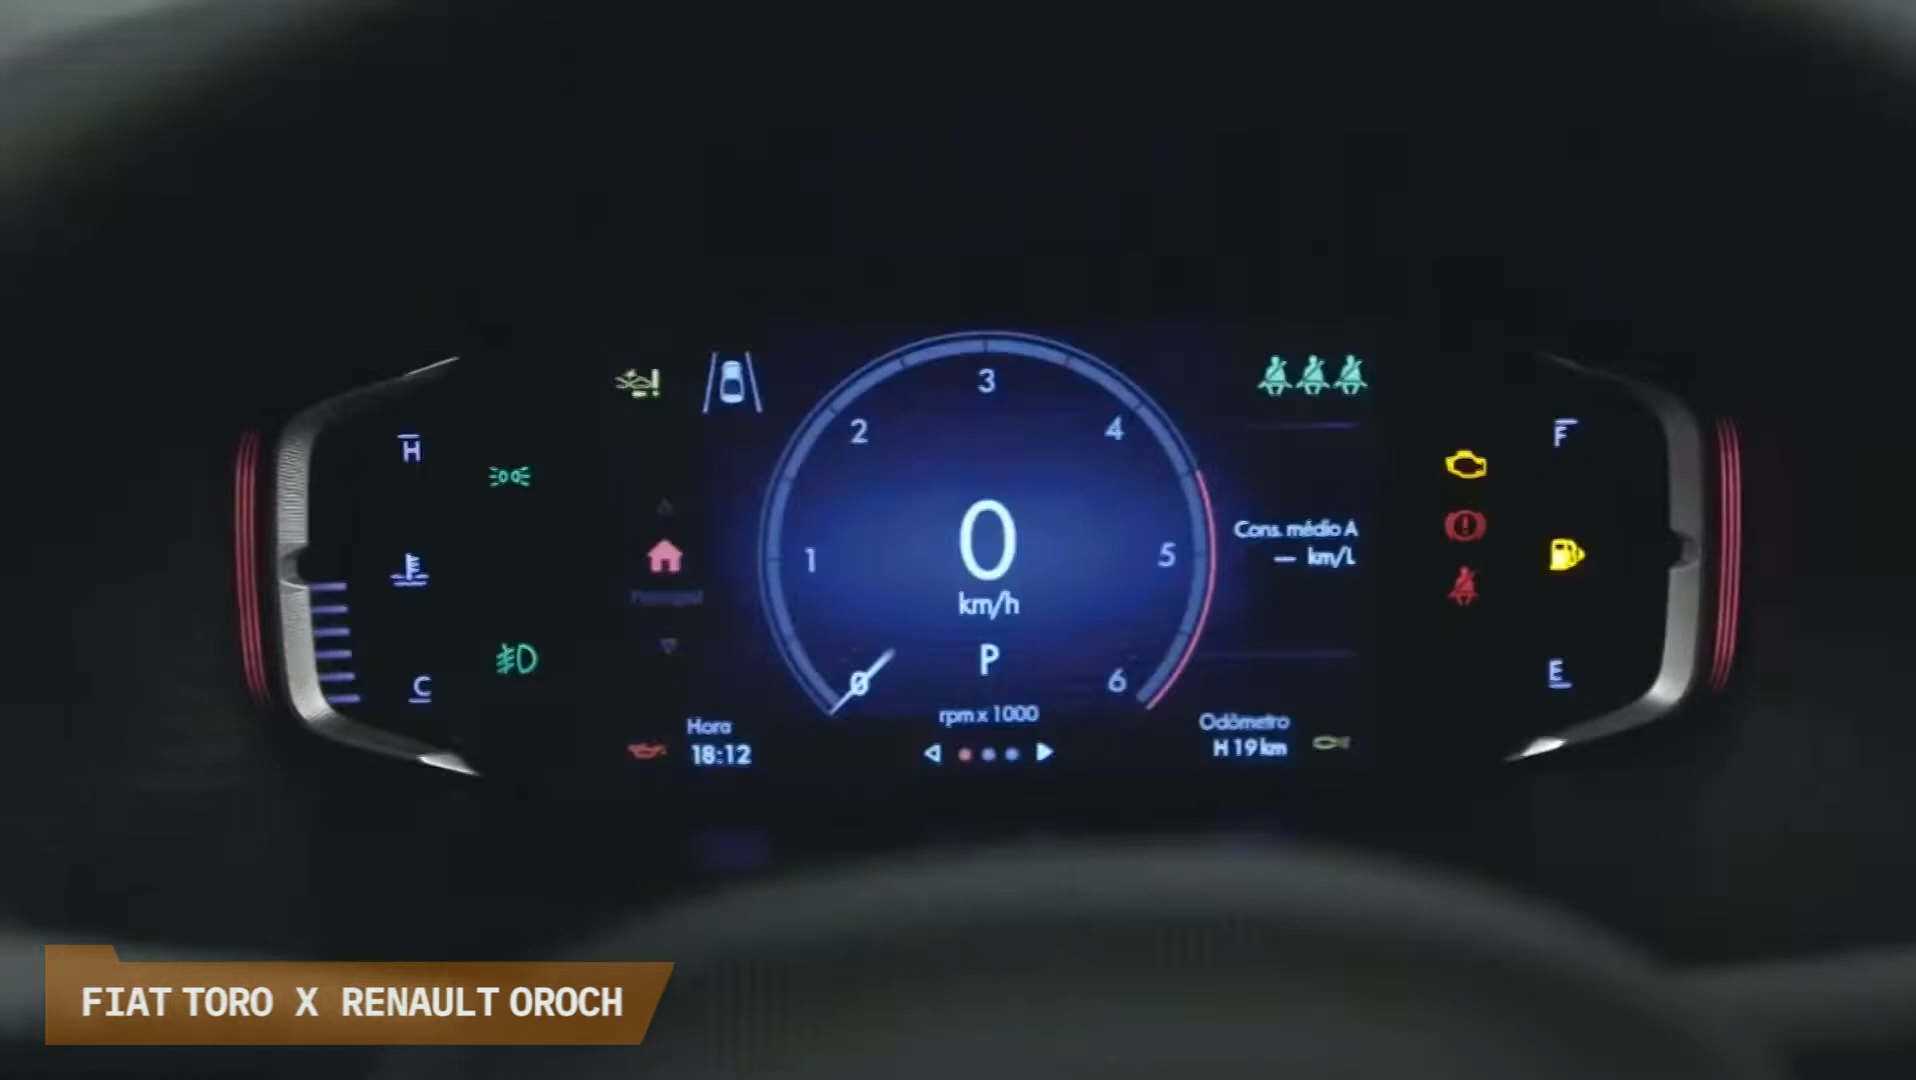 3
2
4
H
F
0
Cons. médio A
1
5
-- km/L
km/h
P
0
6
E
C
rpm x 1000
Hora
Odômetro
18:12
H 19 km
FIAT TORO X RENAULT OROCH